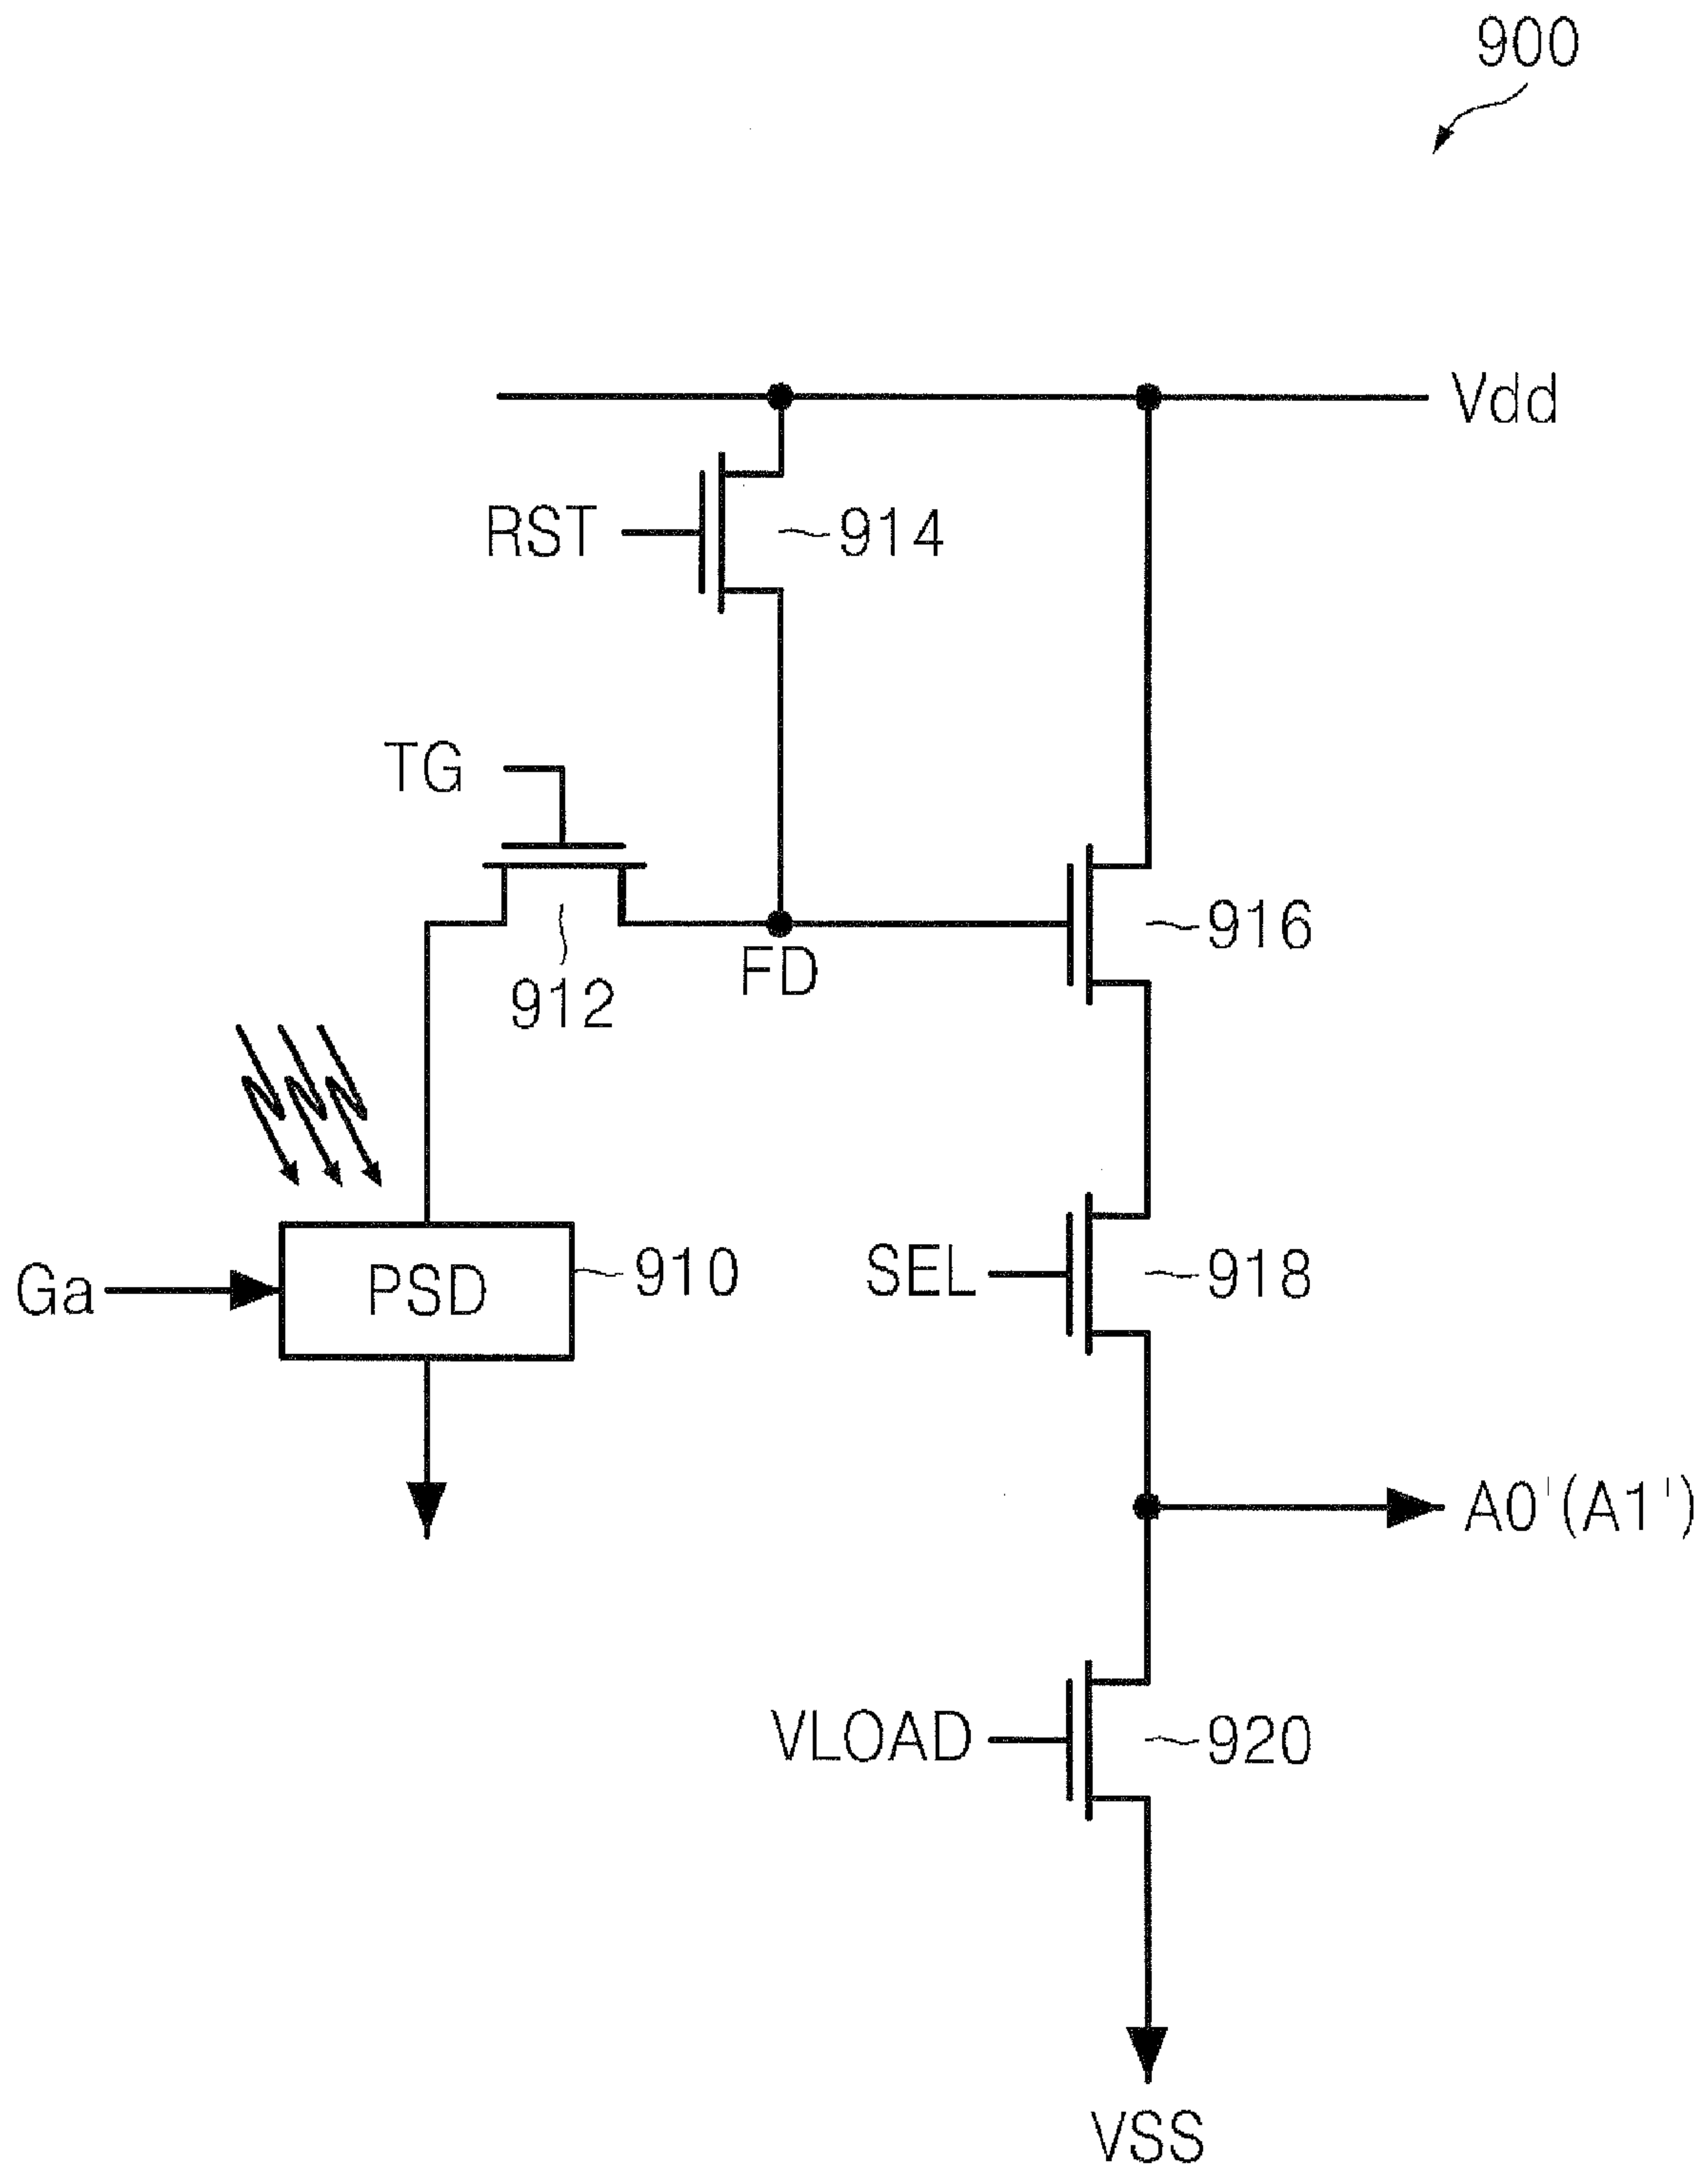 900
Vdd
RST
914
TG
916
FD
912
PSD
910
Ga
SEL
918
A0'(A1')
VLOAD
920
VSS